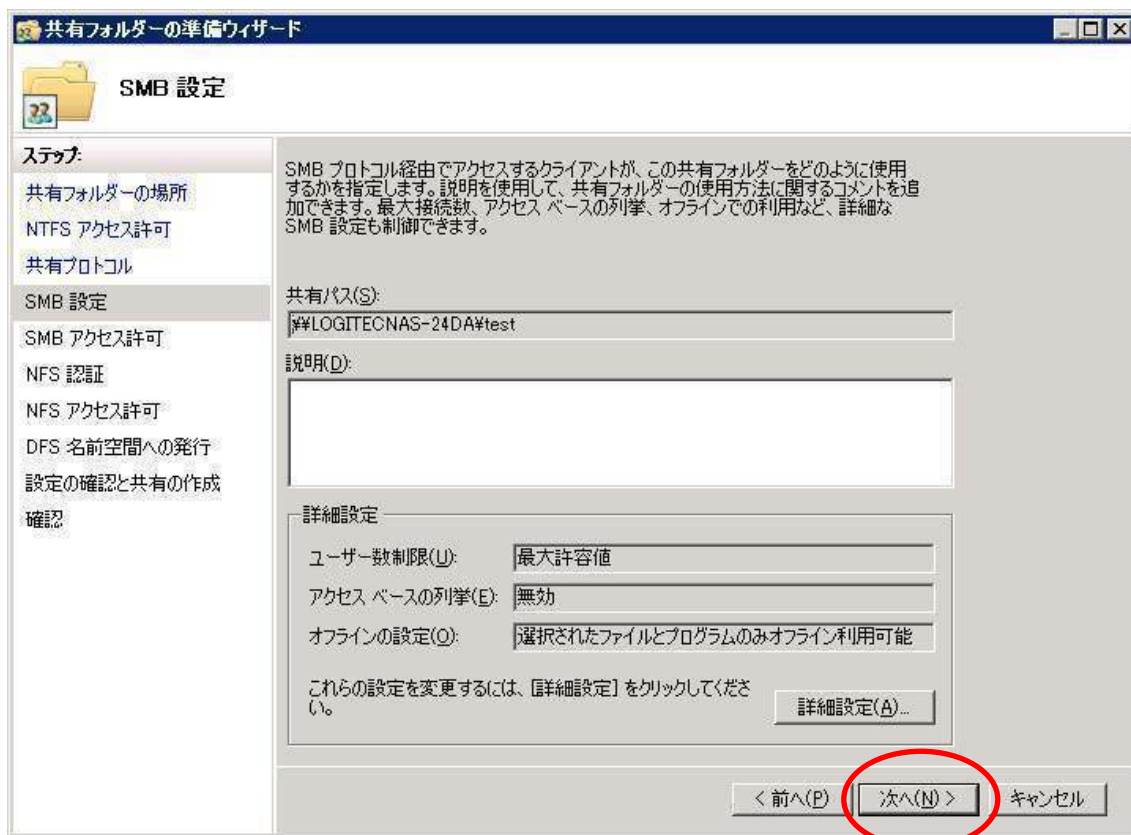 共有フォルダーの準備ウィザード
SMB 設定
ステップ:
共有フォルダーの場所
NTFS アクセス許可
共有プロトコル
SMB 設定
SMB アクセス許可
NFS 認証
NFS アクセス許可
DFS 名前空間への発行
設定の確認と共有の作成
確認
SMB プロトコル経由でアクセスするクライアントが、この共有フォルダーをどのように使用
するかを指定します。説明を使用して、共有フォルダーの使用方法に関するコメントを追
加できます。最大接続数、アクセス ベースの列挙、オフラインでの利用など、詳細な
SMB 設定も制御できます。
共有パス(S):
¥¥LOGITECNAS-24DA¥test
説明(D):
詳細設定
ユーザー数制限(U): 最大許容値
アクセス ベースの列挙(E): 無効
オフラインの設定(O): 選択されたファイルとプログラムのみオフライン利用可能
これらの設定を変更するには、[詳細設定] をクリックしてくださ
い。
詳細設定(A)...
< 前へ(P) 次へ(N) > キャンセル